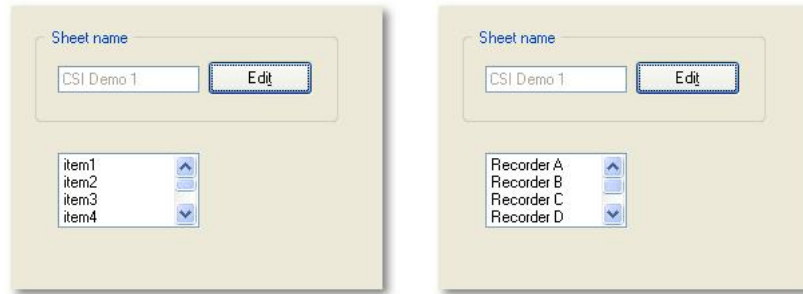 Sheet name
CSI Demo 1
Edit
item1
item2
item3
item4
Sheet name
CSI Demo 1
Edit
Recorder A
Recorder B
Recorder C
Recorder D